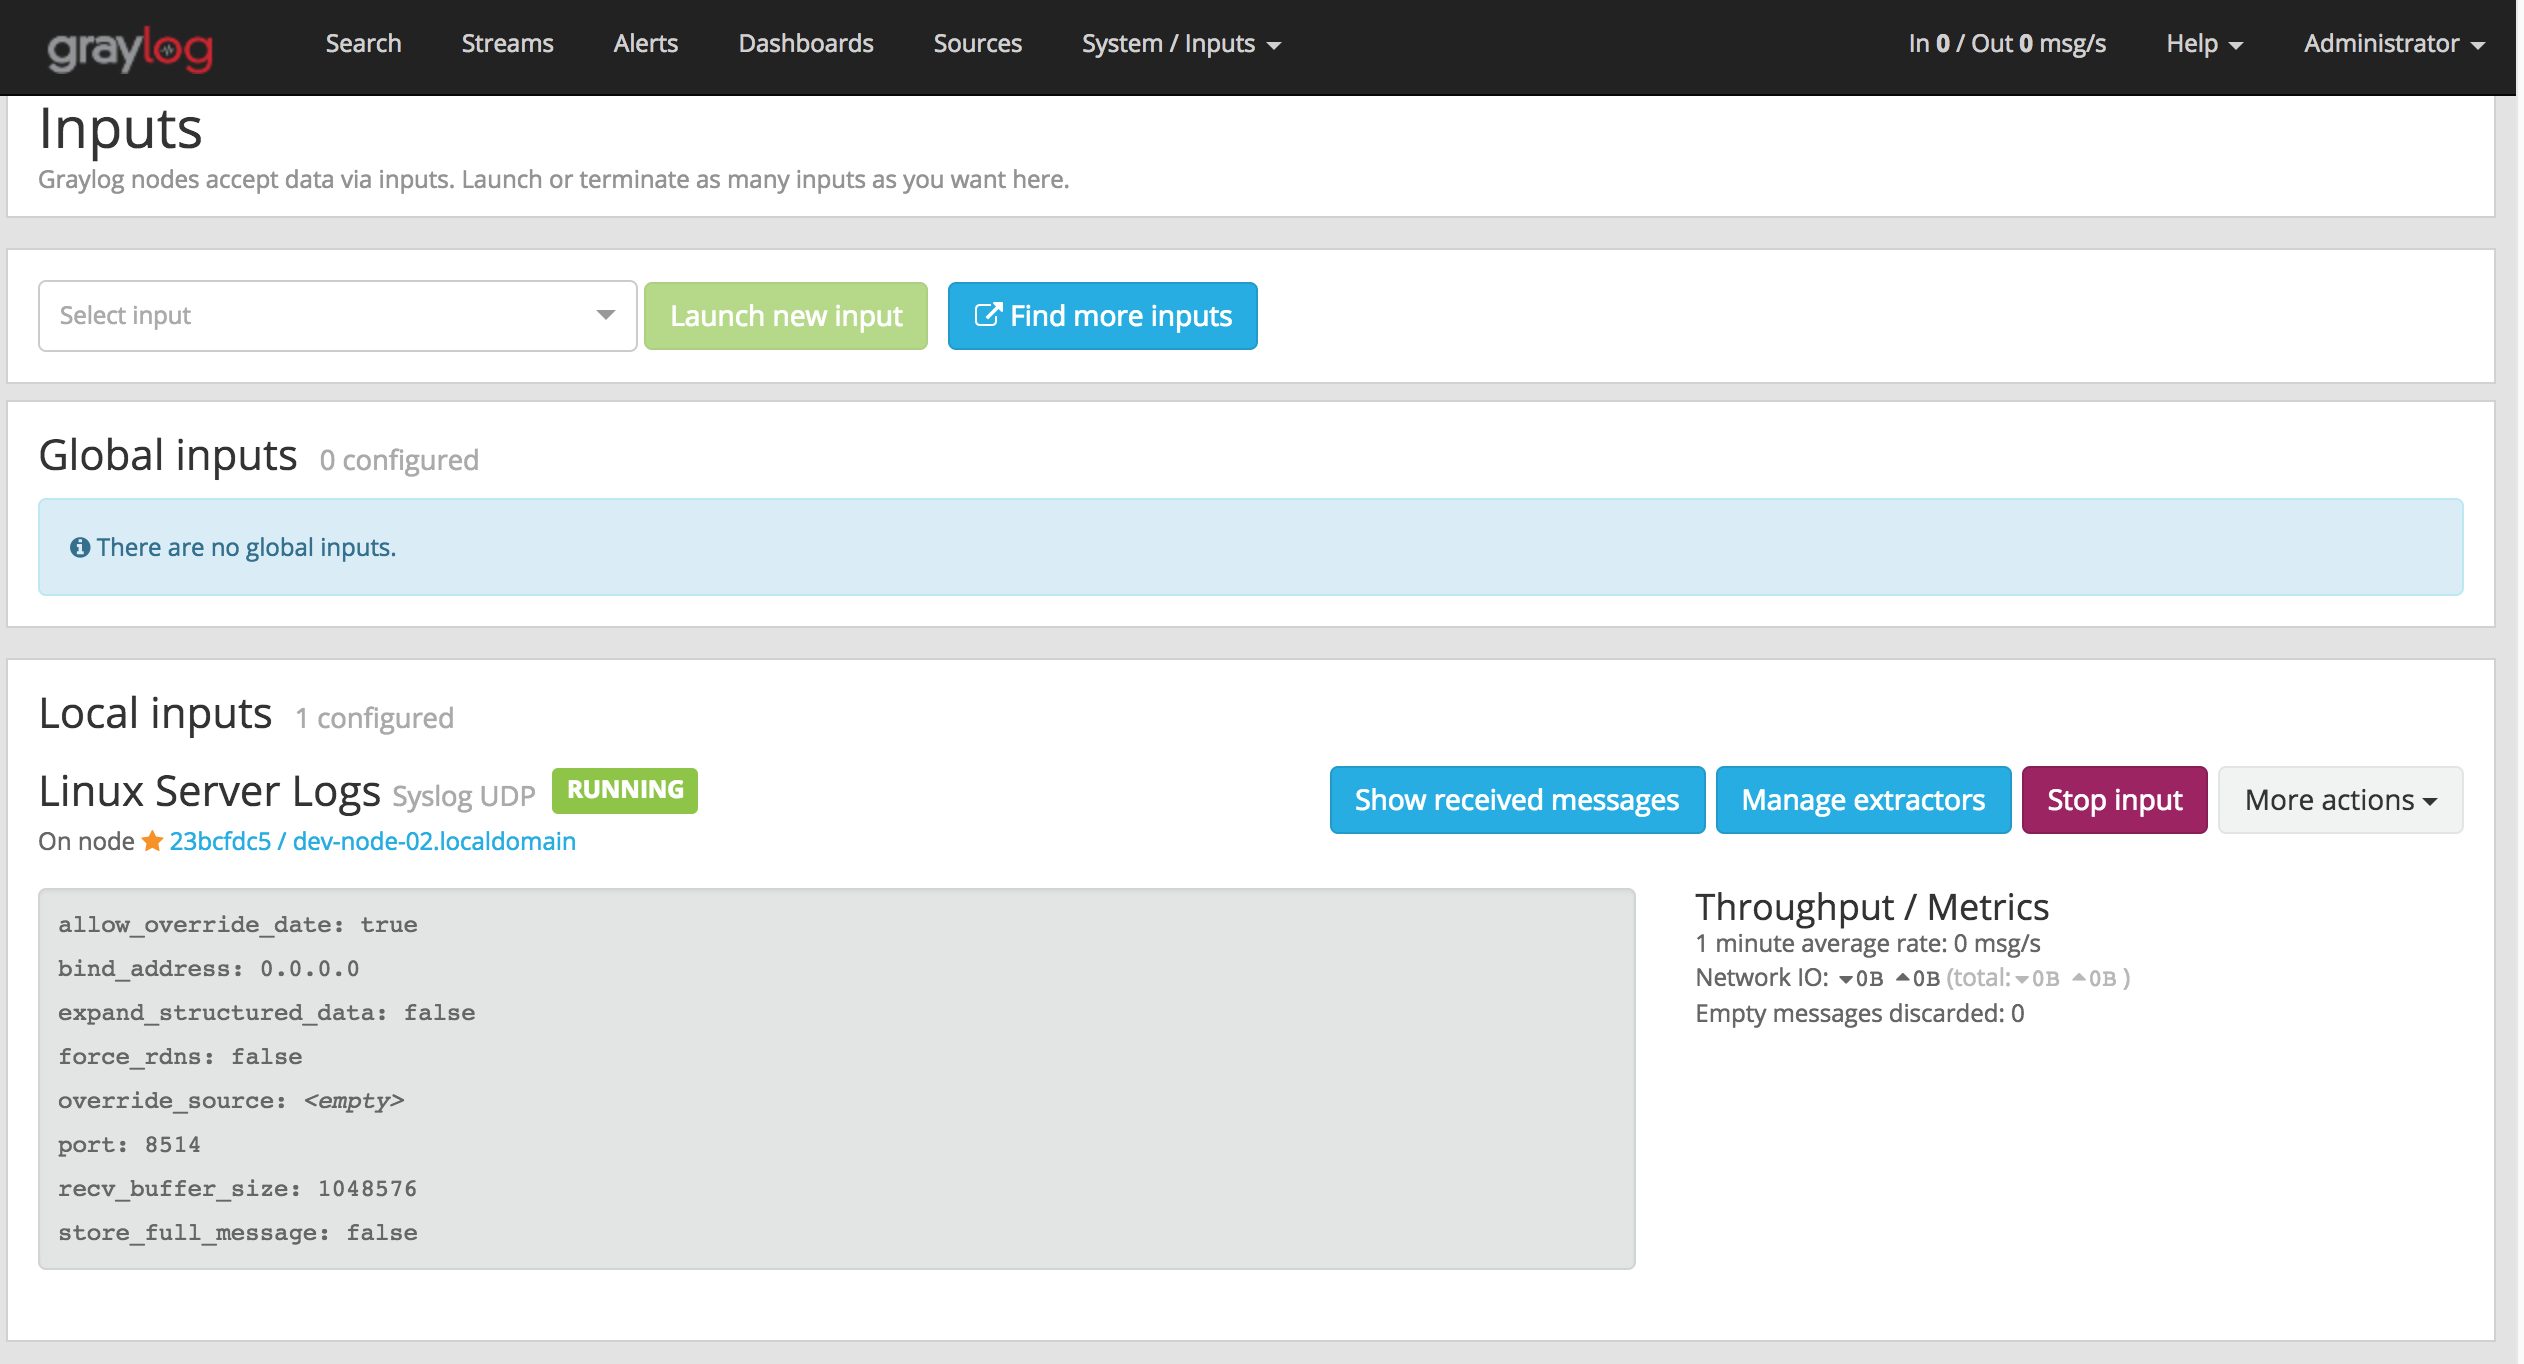 graylog Search Streams Alerts Dashboards Sources System / Inputs In 0 / Out 0 msg/s Help Administrator
Inputs
Graylog nodes accept data via inputs. Launch or terminate as many inputs as you want here.
Select input Launch new input Find more inputs
Global inputs 0 configured
There are no global inputs.
Local inputs 1 configured
Linux Server Logs Syslog UDP RUNNING Show received messages Manage extractors Stop input More actions
On node 23bcfdc5 / dev-node-02.localdomain
allow_override_date: true
bind_address: 0.0.0.0
expand_structured_data: false
force_rdns: false
override_source: <empty>
port: 8514
recv_buffer_size: 1048576
store_full_message: false
Throughput / Metrics
1 minute average rate: 0 msg/s
Network IO: 0B 0B (total: 0B 0B )
Empty messages discarded: 0